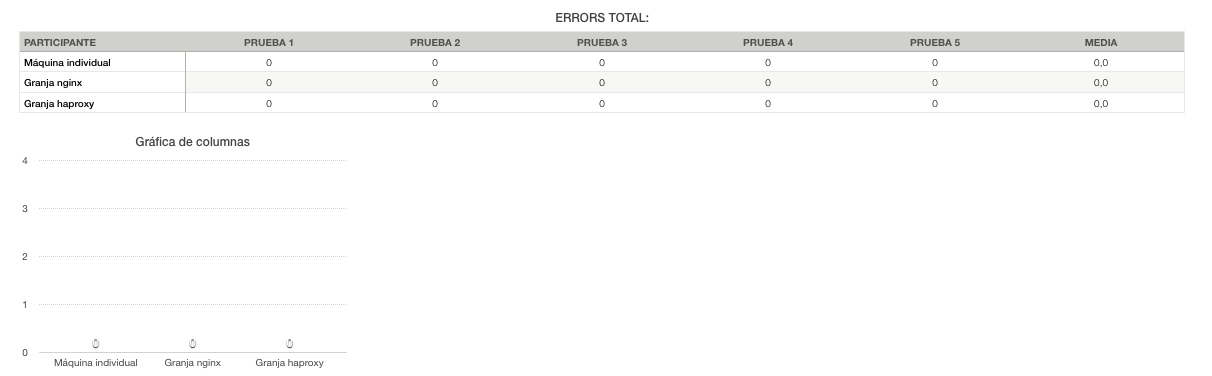 ERRORS TOTAL:
PARTICIPANTE PRUEBA 1 PRUEBA 2 PRUEBA 3 PRUEBA 4 PRUEBA 5 MEDIA
Máquina individual 0 0 0 0 0 0,0
Granja nginx 0 0 0 0 0 0,0
Granja haproxy 0 0 0 0 0 0,0
Gráfica de columnas
4
3
2
1
0 0 0
0
Máquina individual Granja nginx Granja haproxy